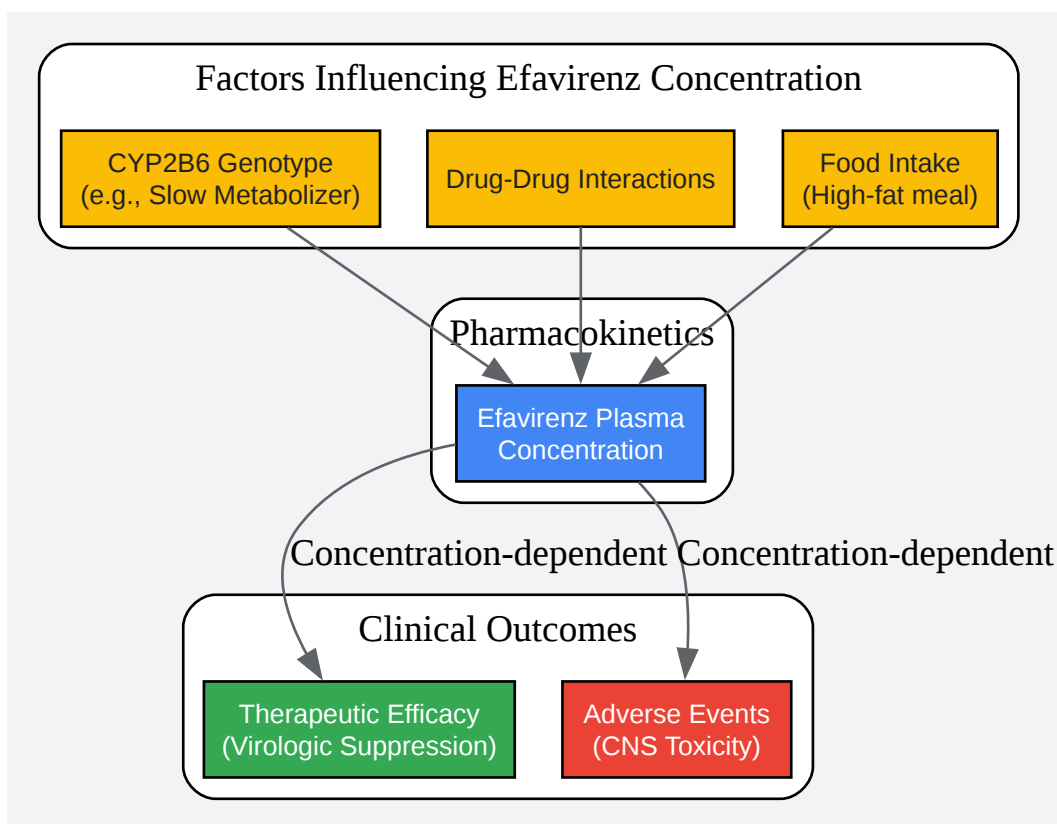 Factors Influencing Efavirenz Concentration
CYP2B6 Genotype
(e.g., Slow Metabolizer)
Drug-Drug Interactions
Food Intake
(High-fat meal)
Pharmacokinetics
Efavirenz Plasma
Concentration
Concentration-dependent
Concentration-dependent
Clinical Outcomes
Therapeutic Efficacy
(Virologic Suppression)
Adverse Events
(CNS Toxicity)